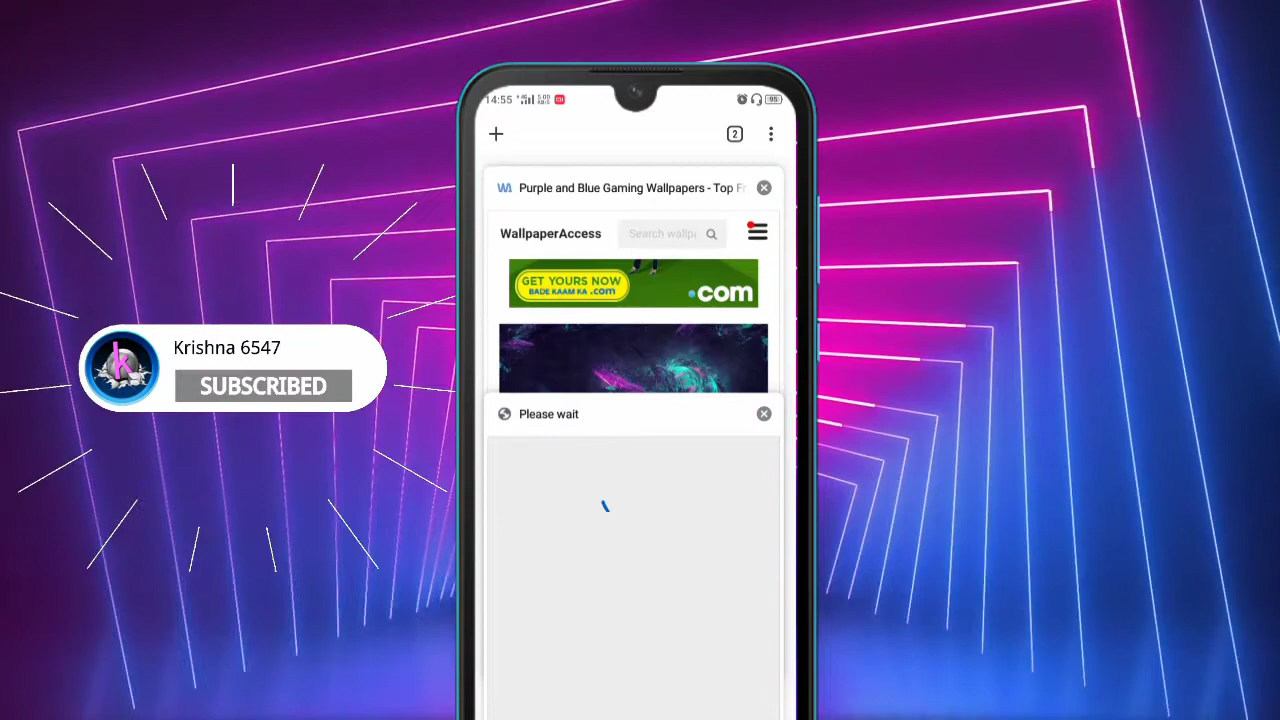 14:55
2
Purple and Blue Gaming Wallpapers - Top Fr
WallpaperAccess
Search wallpa
GET YOURS NOW
BADE KAAM KA .com
.com
Krishna 6547
k
SUBSCRIBED
Please wait